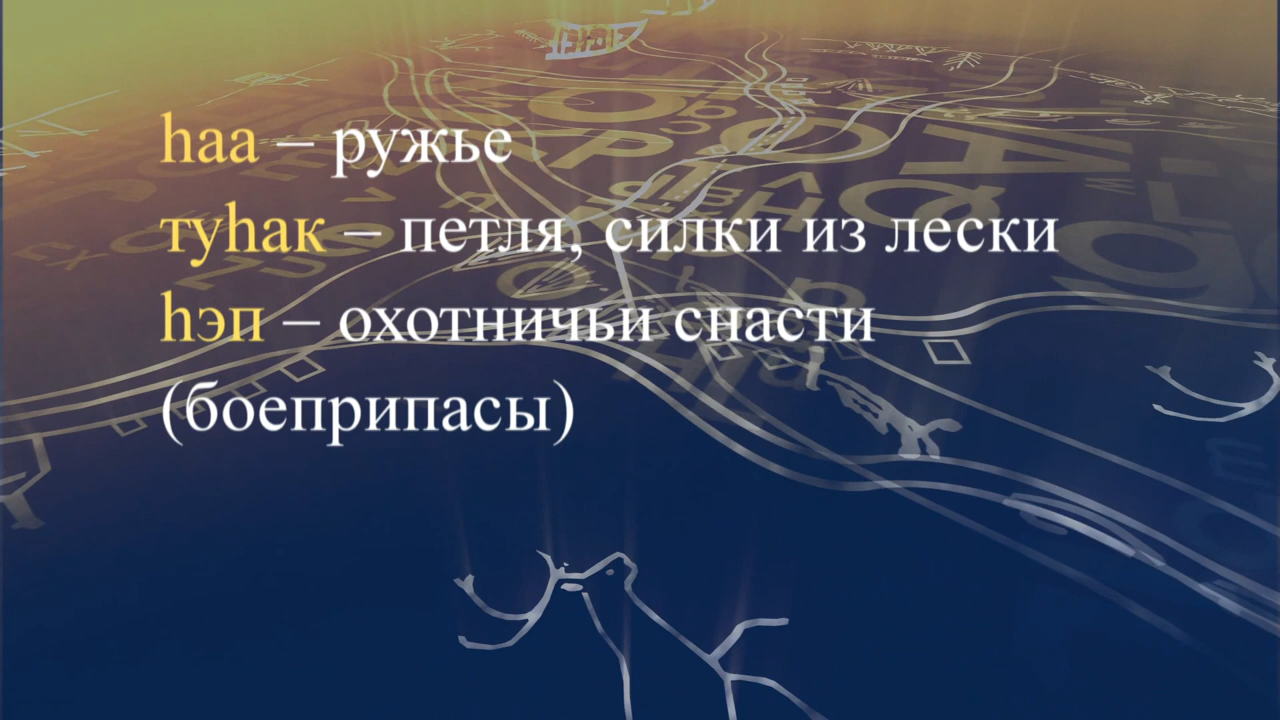 һаа – ружье
туһак – петля, силки из лески
һэп – охотничьи снасти
(боеприпасы)